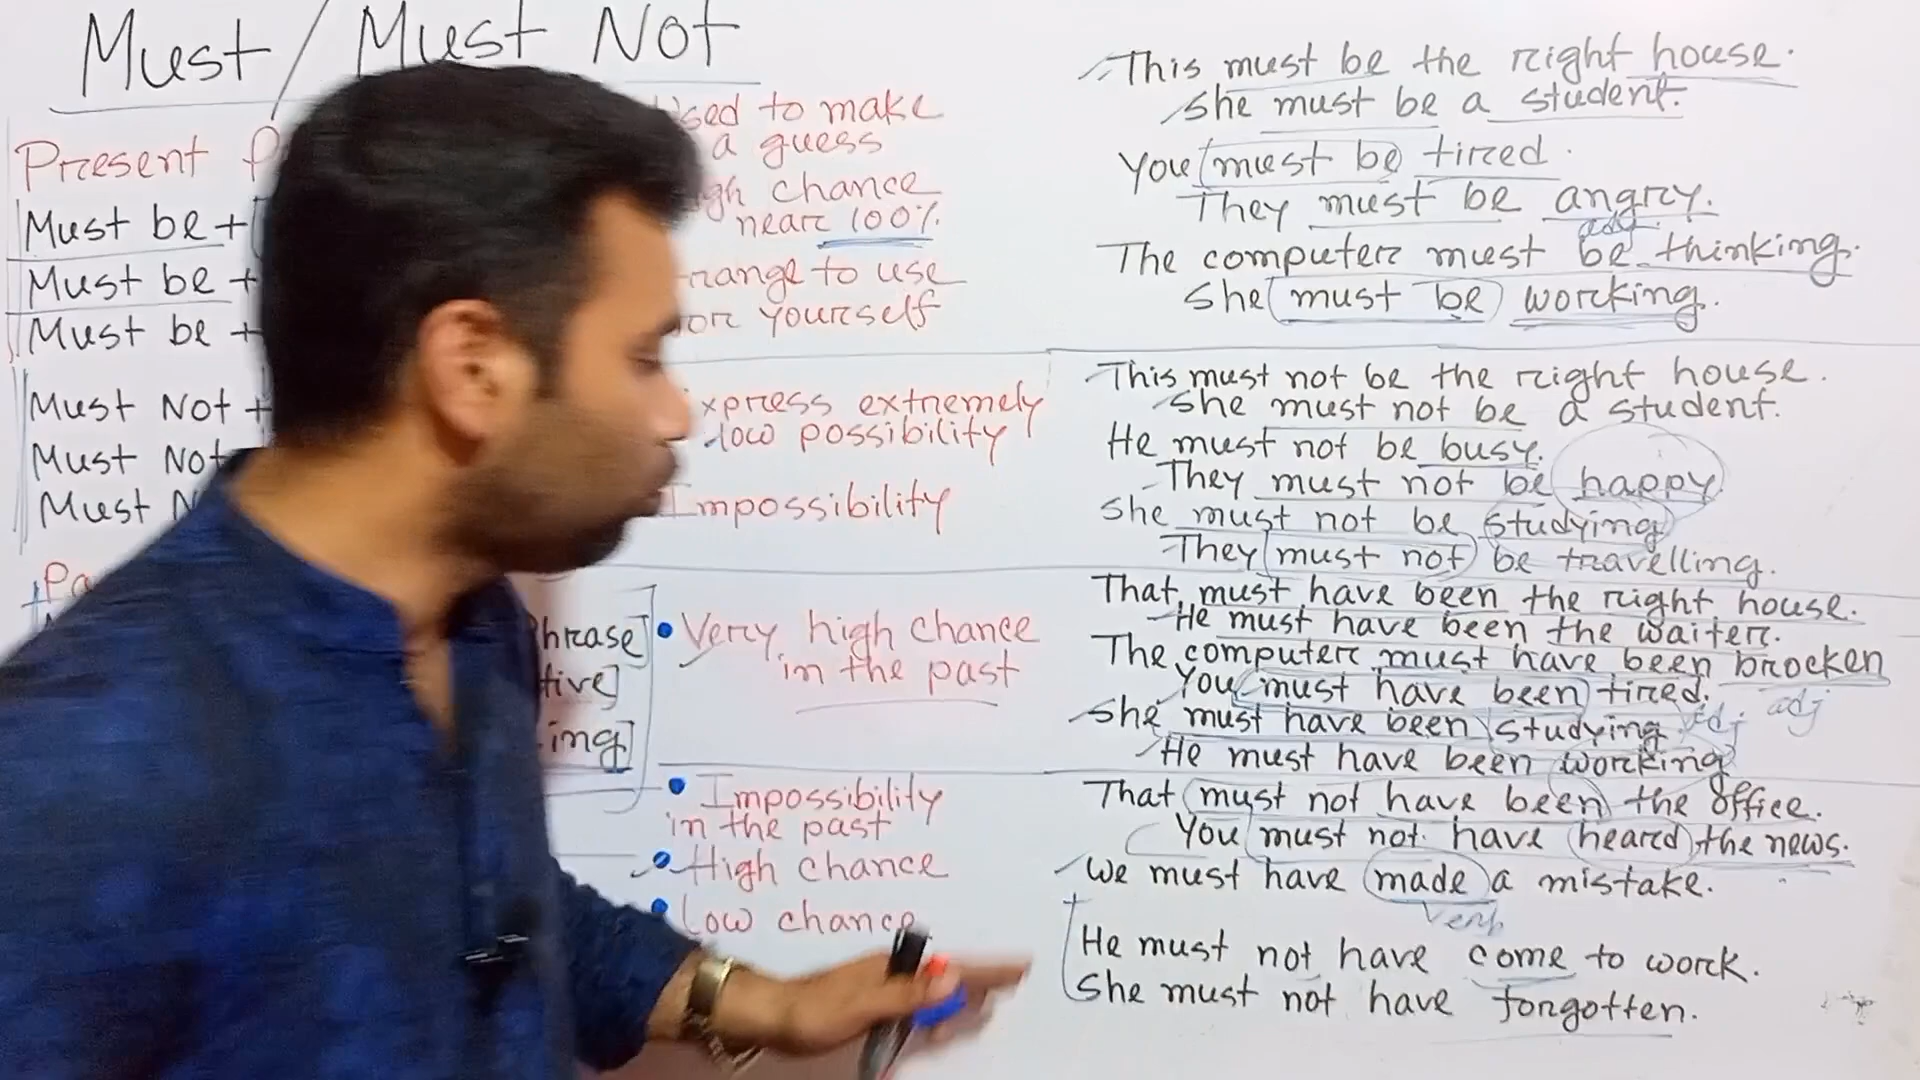 Must / Must Not
Present
Must be +
Must be +
Must be +
Must Not +
Must Not
Must
used to make
a guess
chance
near 100%.
to use
yourself
express extremely
low possibility
Impossibility
phrase]
ing]
• Very high chance
in the past
• Impossibility
in the past
• High chance
• Low chance
This must be the right house.
She must be a student.
You must be tired.
They must be angry.
adj
The computer must be thinking.
She must be working.
This must not be the right house.
She must not be a student.
He must not be busy.
They must not be happy.
She must not be studying
They must not be travelling.
That must have been the right house.
He must have been the waiter.
The computer must have been brocken
You must have been tired.
adj
She must have been studying.
adj
He must have been working
That must not have been the office.
You must not have heard the news.
We must have made a mistake.
verb
He must not have come to work.
She must not have forgotten.